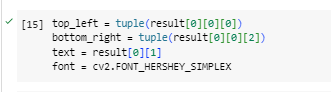 [15] top_left = tuple(result[0][0][0])
bottom_right = tuple(result[0][0][2])
text = result[0][1]
font = cv2.FONT_HERSHEY_SIMPLEX